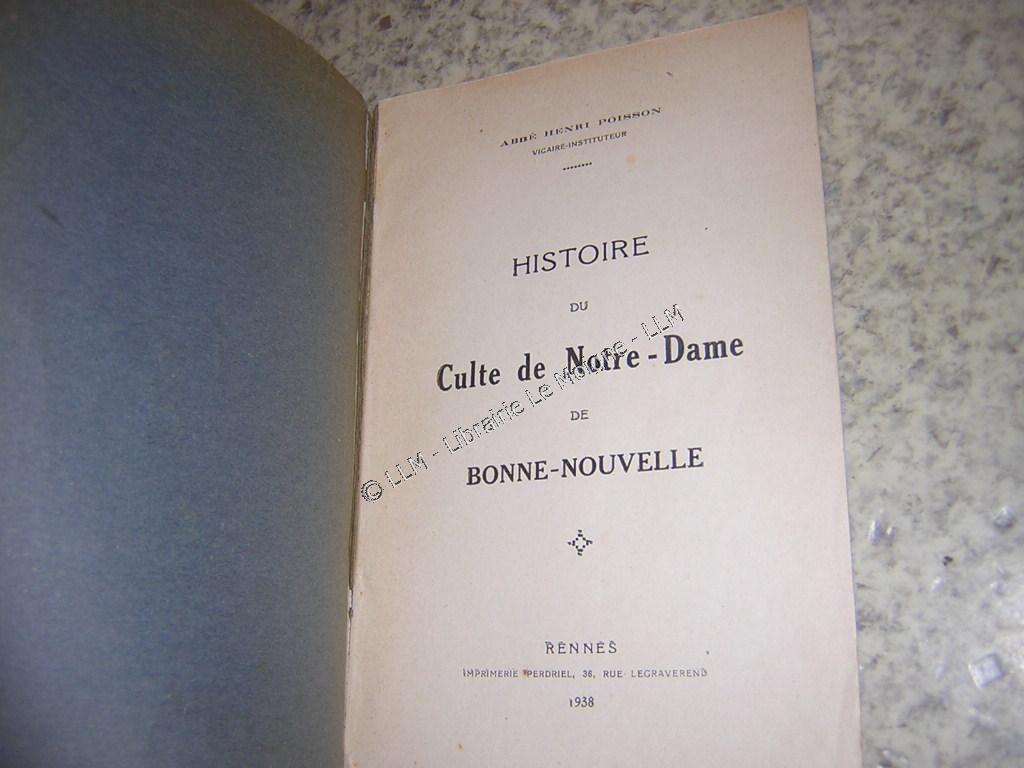 ABBÉ HENRI POISSON
VICAIRE-INSTITUTEUR
HISTOIRE
DU
Culte de Notre-Dame
DE
BONNE-NOUVELLE
© LLM - Librairie Le Moulne - LLM
RENNES
IMPRIMERIE PERDRIEL, 36, RUE LEGRAVEREND
1938